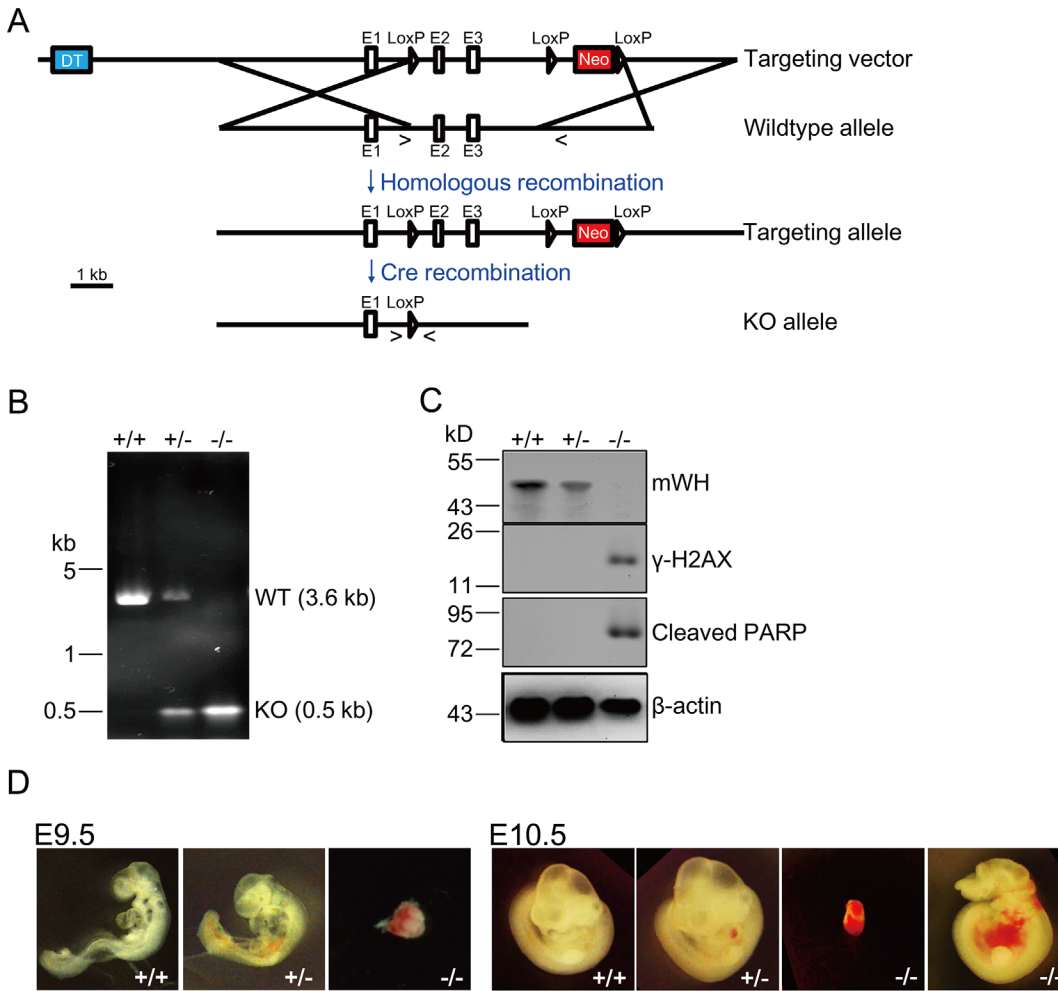 A
E1 LoxP E2 E3 LoxP LoxP
DT Neo Targeting vector
Wildtype allele
> <
E1 E2 E3
↓ Homologous recombination
E1 LoxP E2 E3 LoxP LoxP
Neo Targeting allele
↓ Cre recombination
1 kb
E1 LoxP
KO allele
> <
B
+/+ +/- -/-
kb
5
WT (3.6 kb)
1
0.5
KO (0.5 kb)
C
kD +/+ +/- -/-
55
mWH
43
26
γ-H2AX
11
95
Cleaved PARP
72
β-actin
43
D
E9.5
+/+ +/- -/-
E10.5
+/+ +/- -/- -/-